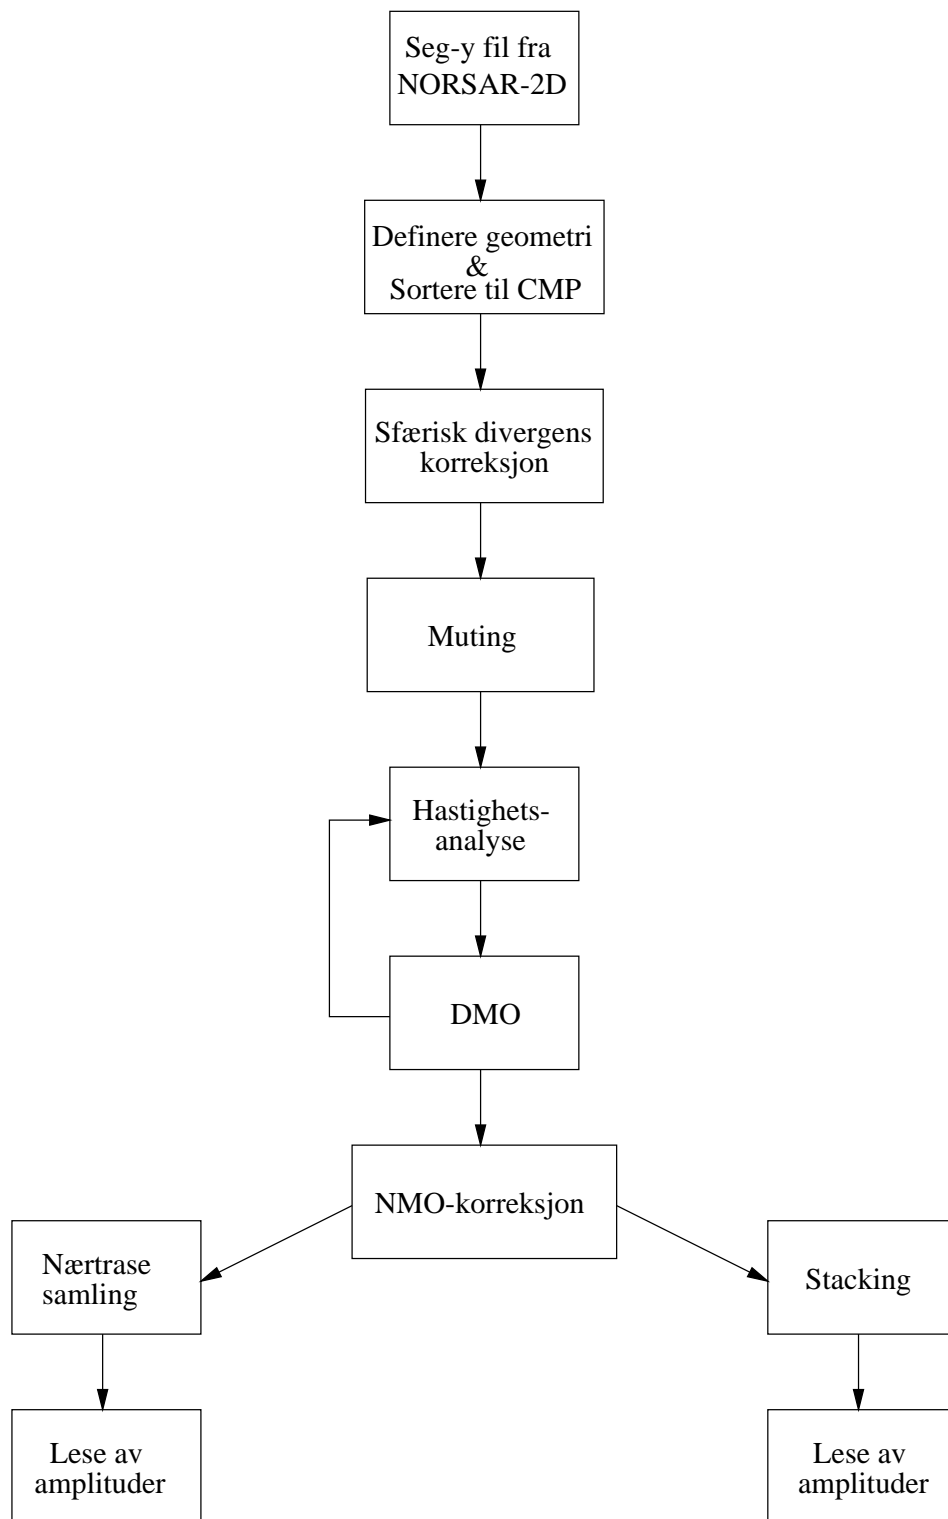 Seg-y fil fra
NORSAR-2D
Definere geometri
&
Sortere til CMP
Sfærisk divergens
korreksjon
Muting
Hastighets-
analyse
DMO
NMO-korreksjon
Nærtrase
samling
Stacking
Lese av
amplituder
Lese av
amplituder